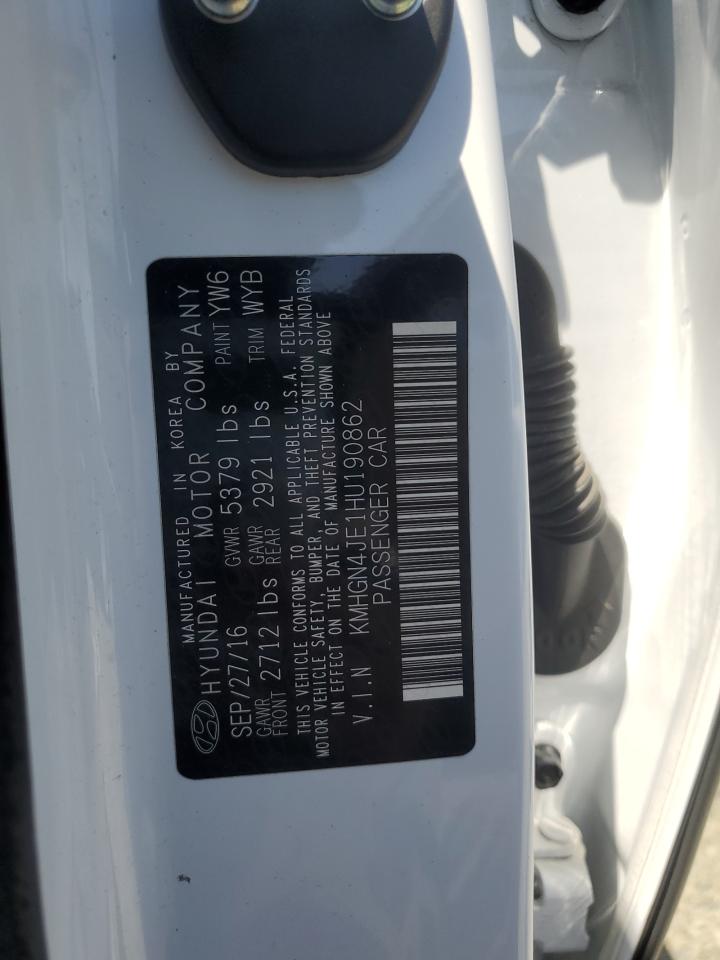 MANUFACTURED IN KOREA BY
HYUNDAI MOTOR COMPANY
SEP/27/16 GVWR 5379 lbs PAINT YW6
GAWR FRONT 2712 lbs GAWR REAR 2921 lbs TRIM WYB
THIS VEHICLE CONFORMS TO ALL APPLICABLE U.S.A. FEDERAL
MOTOR VEHICLE SAFETY, BUMPER, AND THEFT PREVENTION STANDARDS
IN EFFECT ON THE DATE OF MANUFACTURE SHOWN ABOVE
V.I.N KMHGN4JE1HU190862
PASSENGER CAR